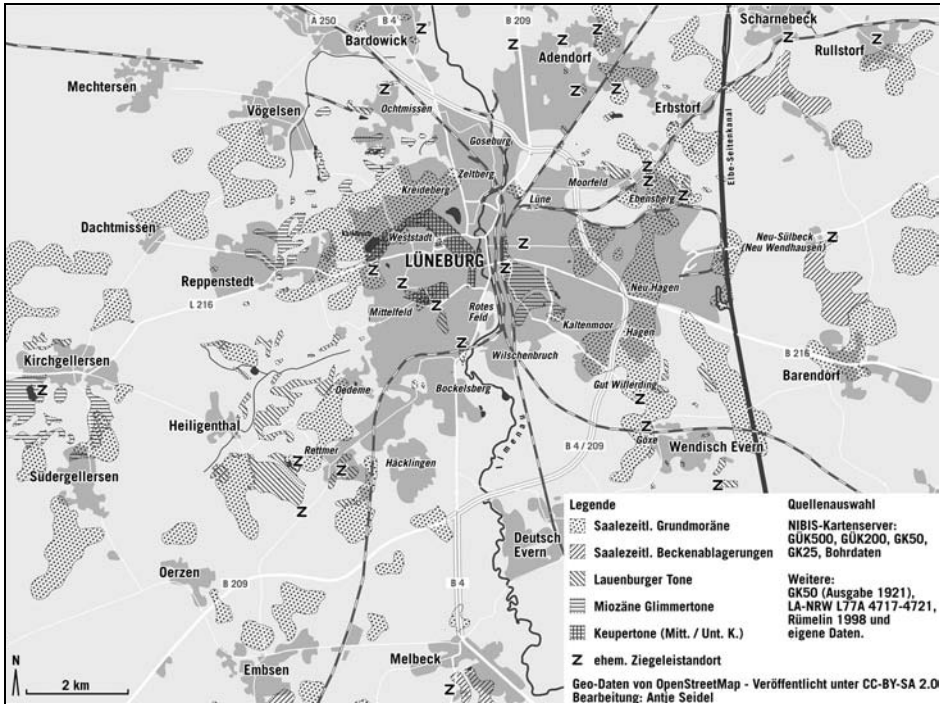 A 250
B 4
B 209
Scharnebeck
Bardowick
Adendorf
Rullstorf
Mechtersen
Ochtmissen
Erbstorf
Vögelsen
Goseburg
Elbe-Seitenkanal
Zeltberg
Moorfeld
Kreideberg
Lüne
Ebensberg
Dachtmissen
Weststadt
Neu-Sülbeck
(Neu Wendhausen)
LÜNEBURG
Reppenstedt
Neu Hagen
L 216
Rotes
Feld
Mittelfeld
Kaltenmoor
Hagen
Kirchgellersen
Wilschenbruch
B 216
Barendorf
Oedeme
Bockelsberg
Gut Willerding
Heiligenthal
Ilmenau
Göxe
Wendisch Evern
Rettmer
B 4 / 209
Häcklingen
Südergellersen
Deutsch
Evern
Oerzen
B 209
B 4
Embsen
Melbeck
N
2 km
Legende
Saalezeitl. Grundmoräne
Saalezeitl. Beckenablagerungen
Lauenburger Tone
Miozäne Glimmertone
Keupertone (Mitt. / Unt. K.)
Z ehem. Ziegeleistandort
Quellenauswahl
NIBIS-Kartenserver:
GÜK500, GÜK200, GK50,
GK25, Bohrdaten
Weitere:
GK50 (Ausgabe 1921),
LA-NRW L77A 4717-4721,
Rümelin 1998 und
eigene Daten.
Geo-Daten von OpenStreetMap - Veröffentlicht unter CC-BY-SA 2.0
Bearbeitung: Antje Seidel